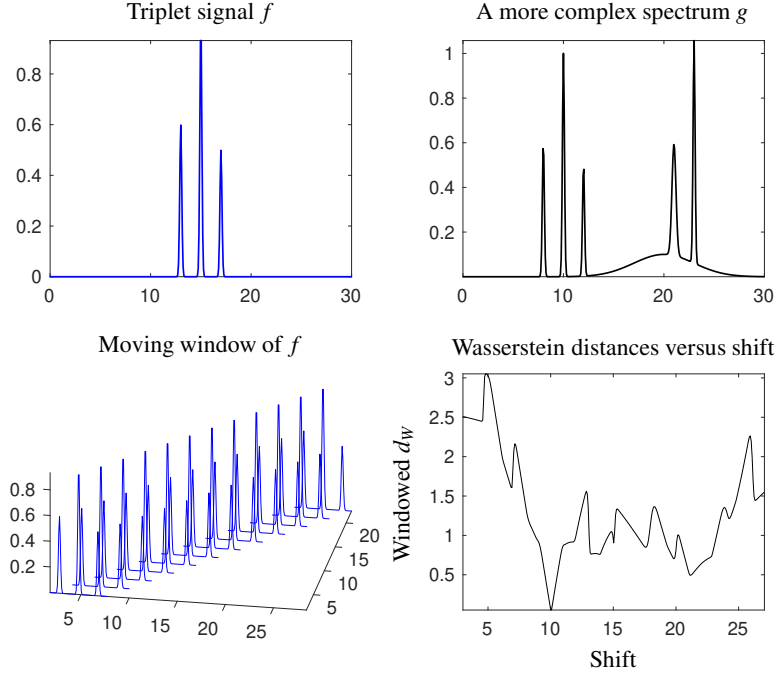 Triplet signal f
A more complex spectrum g
0.8
0.6
0.4
0.2
0
0 10 20 30
1
0.8
0.6
0.4
0.2
0 10 20 30
Moving window of f
Wasserstein distances versus shift
0.8
0.6
0.4
0.2
5 10 15 20 25
5
10
15
20
3
2.5
2
1.5
1
0.5
Windowed dW
5 10 15 20 25
Shift